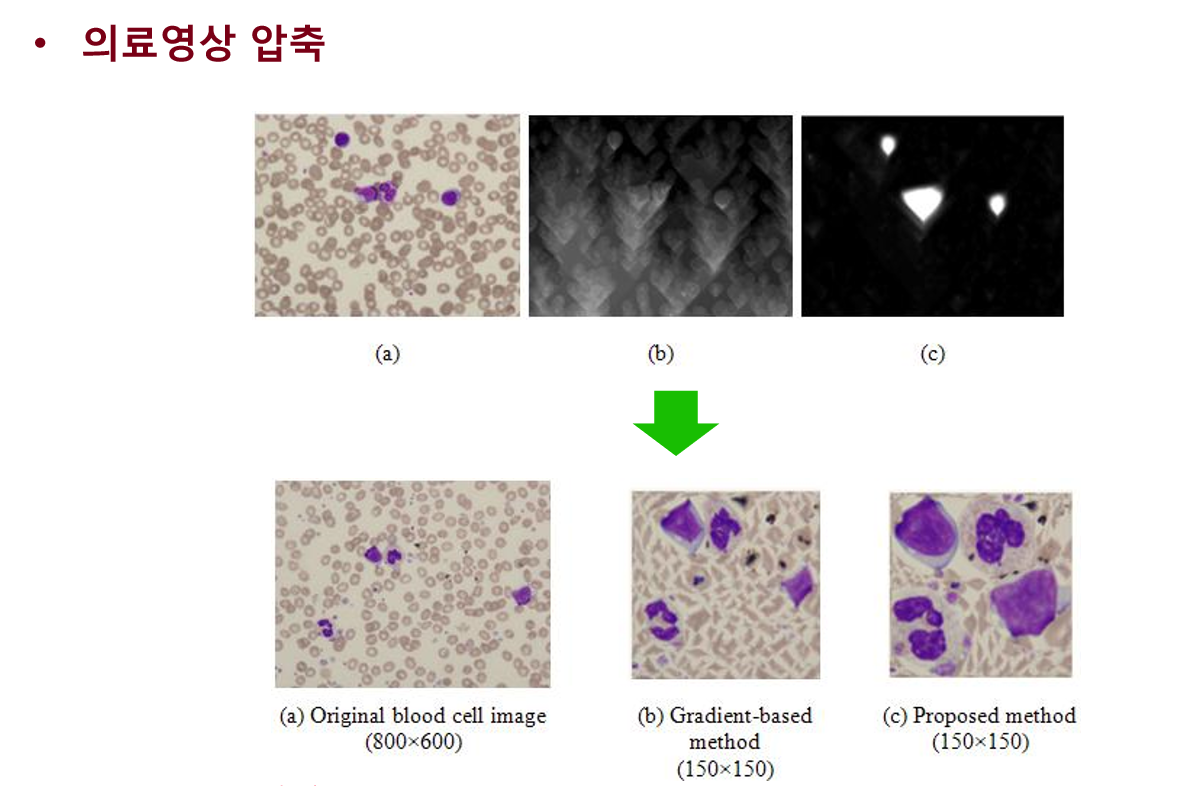 • 의료영상 압축
(a)
(b)
(c)
(a) Original blood cell image
(800×600)
(b) Gradient-based
method
(150×150)
(c) Proposed method
(150×150)